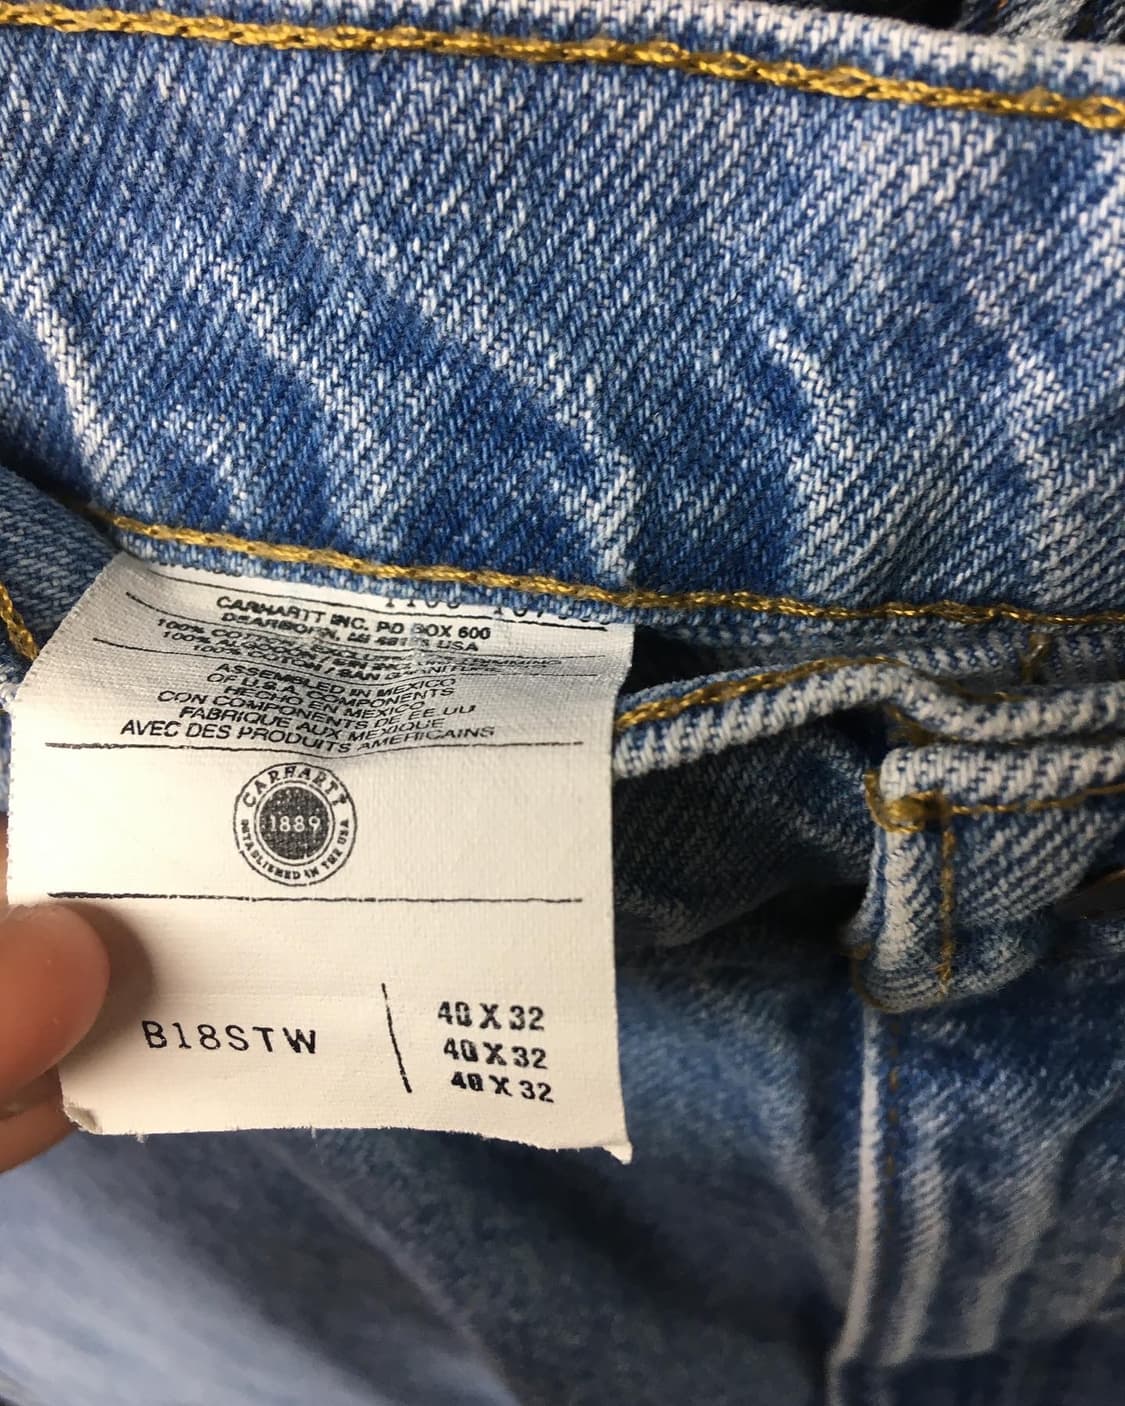 CARHARTT INC. PO BOX 600
DEARBORN, MI 48121 USA
ASSEMBLED IN MEXICO
OF U.S.A. COMPONENTS
HECHO EN MEXICO
CON COMPONENTS DE EE.UU
FABRIQUE AUX MEXIQUE
AVEC DES PRODUITS AMERICAINS
CARHARTT
1889
ESTABLISHED IN THE USA
B18STW
40 X 32
40 X 32
40 X 32